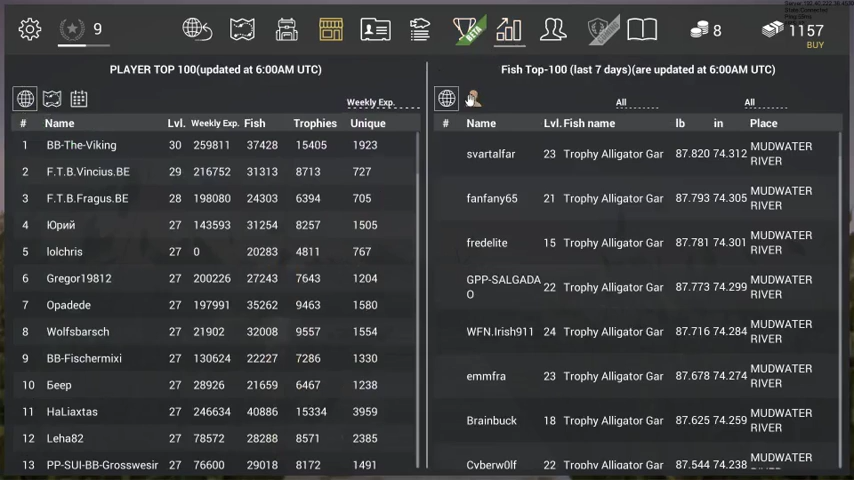 9
BETA
8
1157
BUY
PLAYER TOP 100(updated at 6:00AM UTC)
Weekly Exp.
# Name Lvl. Weekly Exp. Fish Trophies Unique
1 BB-The-Viking 30 259811 37428 15405 1923
2 F.T.B.Vincius.BE 29 216752 31313 8713 727
3 F.T.B.Fragus.BE 28 198080 24303 6394 705
4 Юрий 27 143593 31254 8257 1505
5 lolchris 27 0 20283 4811 767
6 Gregor19812 27 200226 27243 7643 1204
7 Opadede 27 197991 35262 9463 1580
8 Wolfsbarsch 27 21902 32008 9557 1554
9 BB-Fischermixi 27 130624 22227 7286 1330
10 Беер 27 28926 21659 6467 1238
11 HaLiaxtas 27 246634 40886 15334 3959
12 Leha82 27 78572 28288 8571 2385
13 PP-SUI-BB-Grosswesir 27 76600 29018 8172 1491
Fish Top-100 (last 7 days)(are updated at 6:00AM UTC)
All All
# Name Lvl. Fish name lb in Place
svartalfar 23 Trophy Alligator Gar 87.820 74.312 MUDWATER
RIVER
fanfany65 21 Trophy Alligator Gar 87.793 74.305 MUDWATER
RIVER
fredelite 15 Trophy Alligator Gar 87.781 74.301 MUDWATER
RIVER
GPP-SALGADA
O 22 Trophy Alligator Gar 87.773 74.299 MUDWATER
RIVER
WFN.Irish911 24 Trophy Alligator Gar 87.716 74.284 MUDWATER
RIVER
emmfra 23 Trophy Alligator Gar 87.678 74.274 MUDWATER
RIVER
Brainbuck 18 Trophy Alligator Gar 87.625 74.259 MUDWATER
RIVER
Cyberw0lf 22 Trophy Alligator Gar 87.544 74.238 MUDWATER